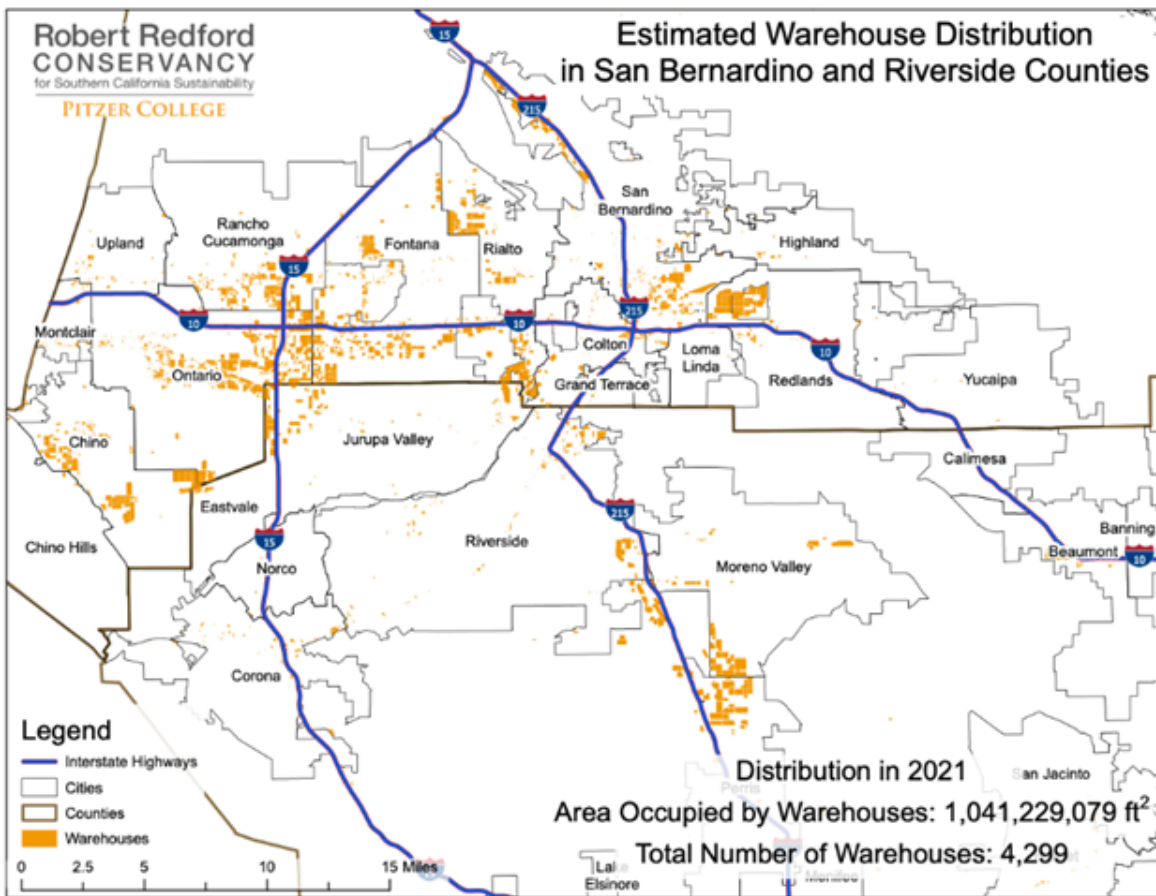 Robert Redford
CONSERVANCY
for Southern California Sustainability
PITZER COLLEGE
Estimated Warehouse Distribution
in San Bernardino and Riverside Counties
15
215
San
Bernardino
Upland
Rancho
Cucamonga
Fontana
Rialto
Highland
15
10
10
215
Montclair
Colton
Loma
Linda
10
Ontario
Grand Terrace
Redlands
Yucaipa
Chino
Jurupa Valley
Calimesa
Eastvale
215
Banning
Chino Hills
15
Riverside
Beaumont
10
Norco
Moreno Valley
Corona
Legend
Interstate Highways
Cities
Counties
Warehouses
0 2.5 5 10 15 Miles
Distribution in 2021
San Jacinto
Perris
Area Occupied by Warehouses: 1,041,229,079 ft²
Total Number of Warehouses: 4,299
Lake
Elsinore
Menifee